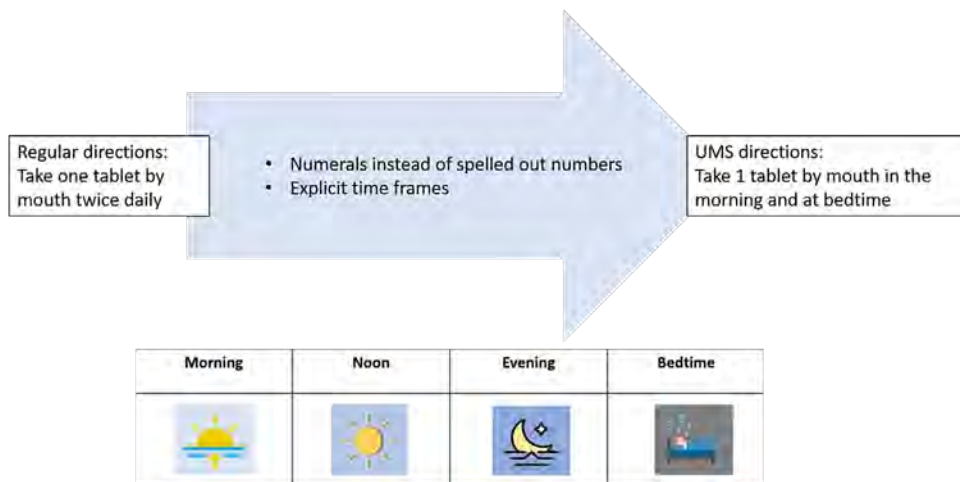 Regular directions:
Take one tablet by
mouth twice daily
• Numerals instead of spelled out numbers
• Explicit time frames
UMS directions:
Take 1 tablet by mouth in the
morning and at bedtime
Morning Noon Evening Bedtime